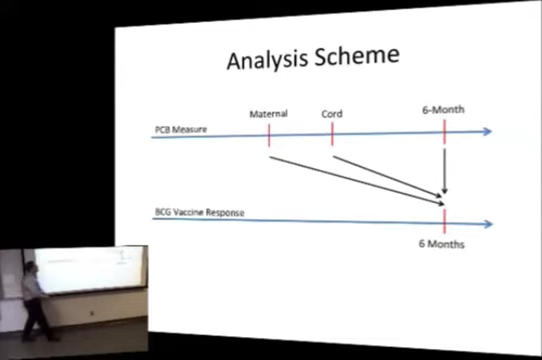 Analysis Scheme
Maternal
Cord
6-Month
PCB Measure
BCG Vaccine Response
6 Months